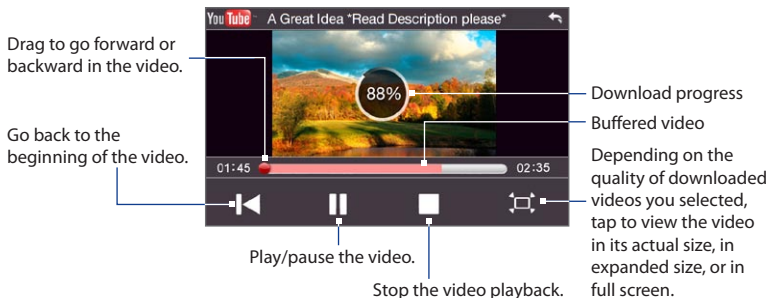 You Tube A Great Idea *Read Description please*
Drag to go forward or
backward in the video.
88%
Download progress
Buffered video
Go back to the
beginning of the video.
01:45
02:35
Depending on the
quality of downloaded
videos you selected,
tap to view the video
in its actual size, in
expanded size, or in
full screen.
Play/pause the video.
Stop the video playback.